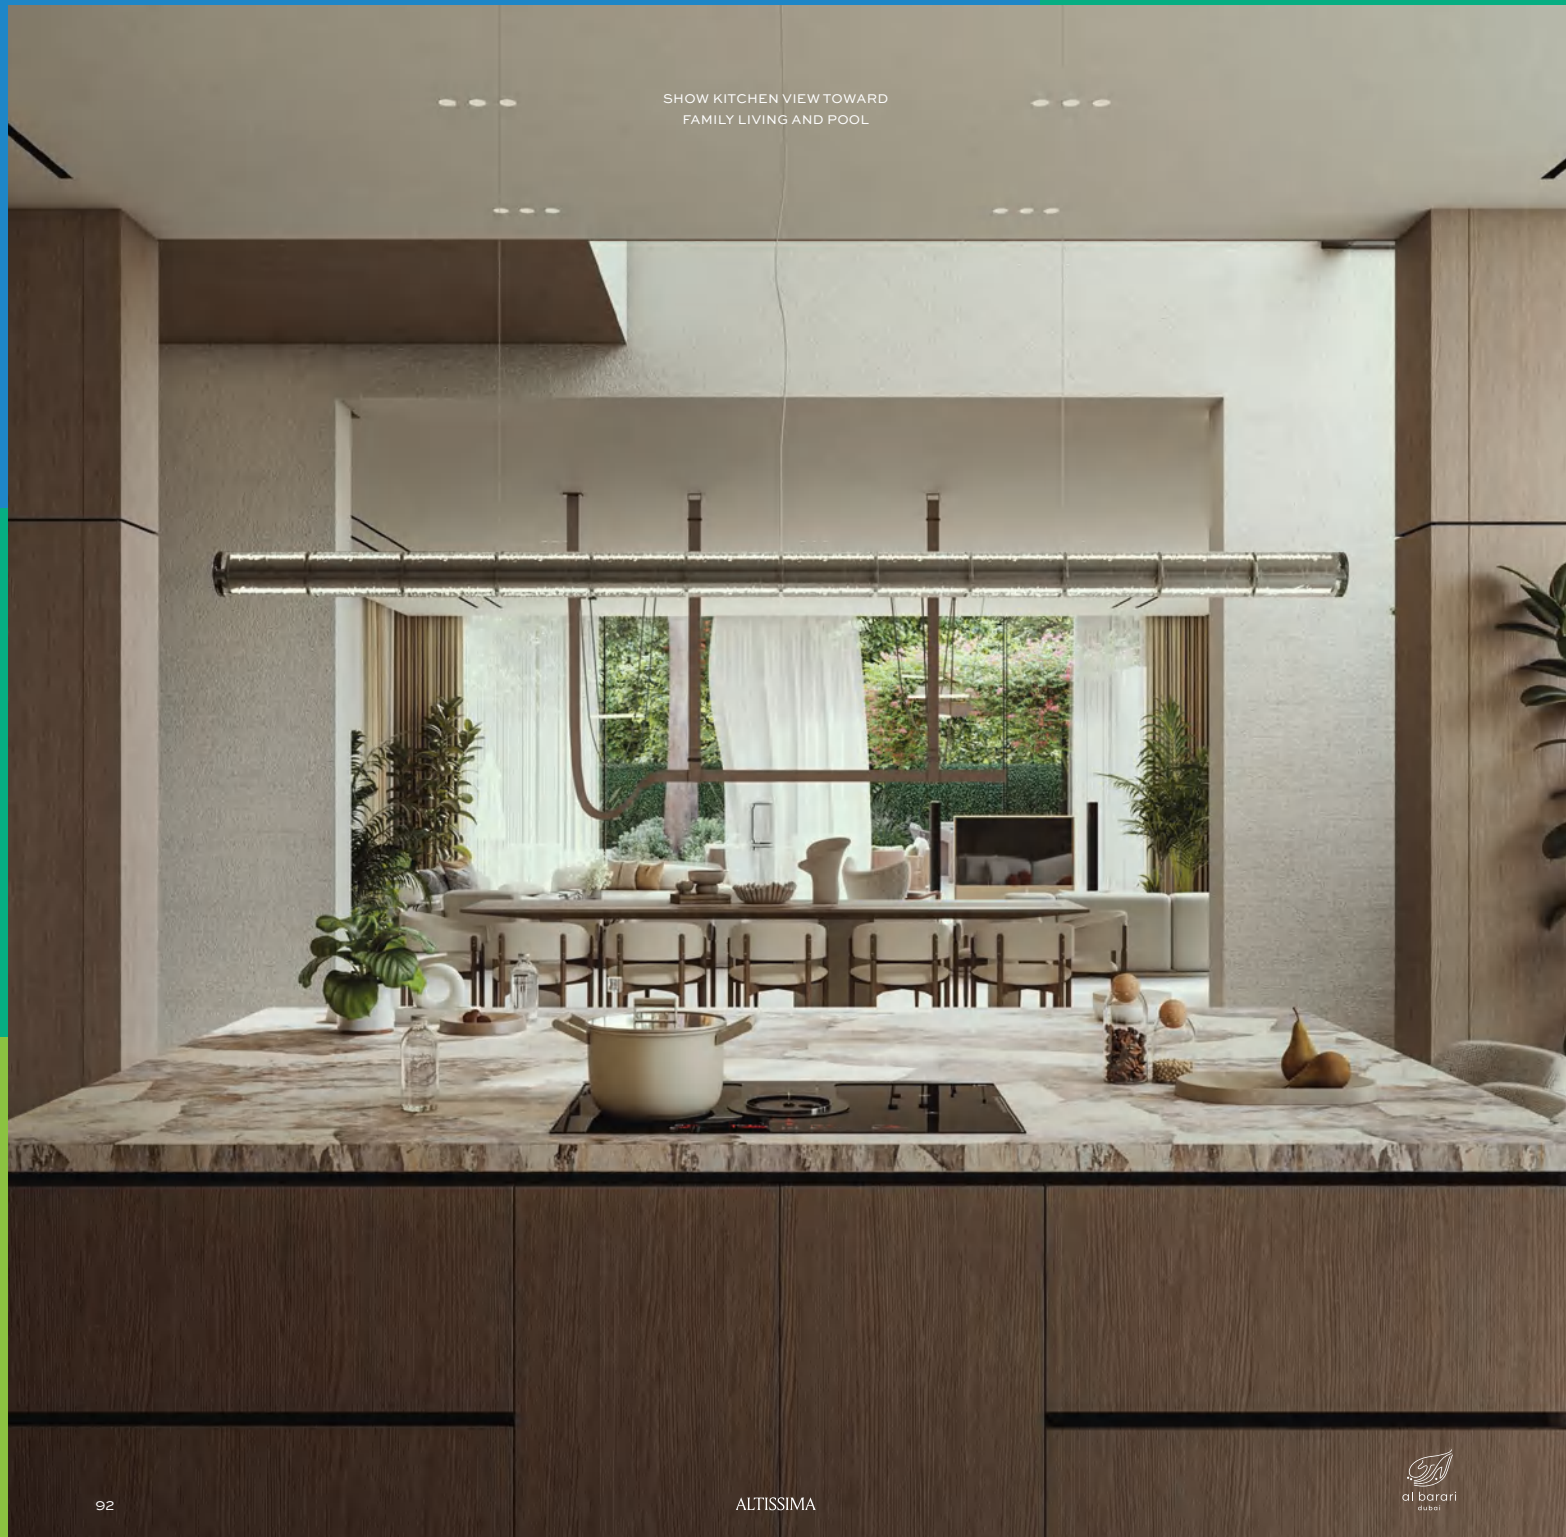 SHOW KITCHEN VIEW TOWARD
FAMILY LIVING AND POOL
92
ALTISSIMA
al barari
dubai